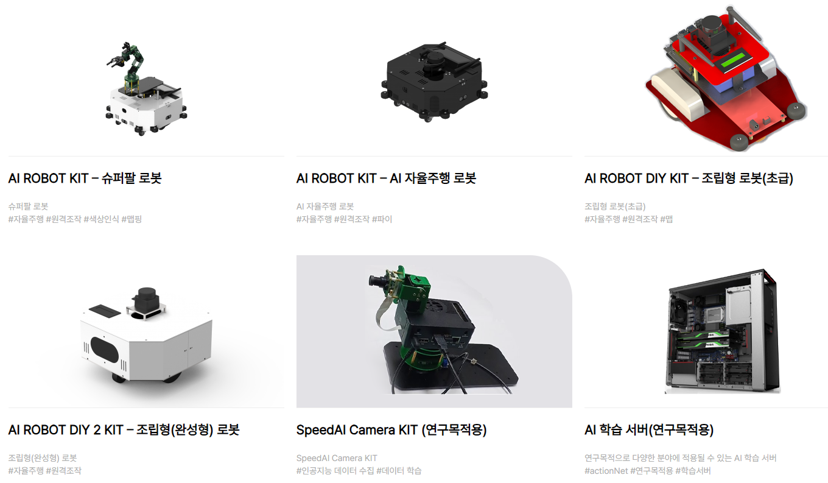 AI ROBOT KIT – 슈퍼팔 로봇
슈퍼팔 로봇
#자율주행 #원격조작 #색상인식 #맵핑
AI ROBOT KIT – AI 자율주행 로봇
AI 자율주행 로봇
#자율주행 #원격조작 #파이
AI ROBOT DIY KIT – 조립형 로봇(초급)
조립형 로봇(초급)
#자율주행 #원격조작 #맵
AI ROBOT DIY 2 KIT – 조립형(완성형) 로봇
조립형(완성형) 로봇
#자율주행 #원격조작
SpeedAI Camera KIT (연구목적용)
SpeedAI Camera KIT
#인공지능 데이터 수집 #데이터 학습
AI 학습 서버(연구목적용)
연구목적으로 다양한 분야에 적용될 수 있는 AI 학습 서버
#actionNet #연구목적용 #학습서버